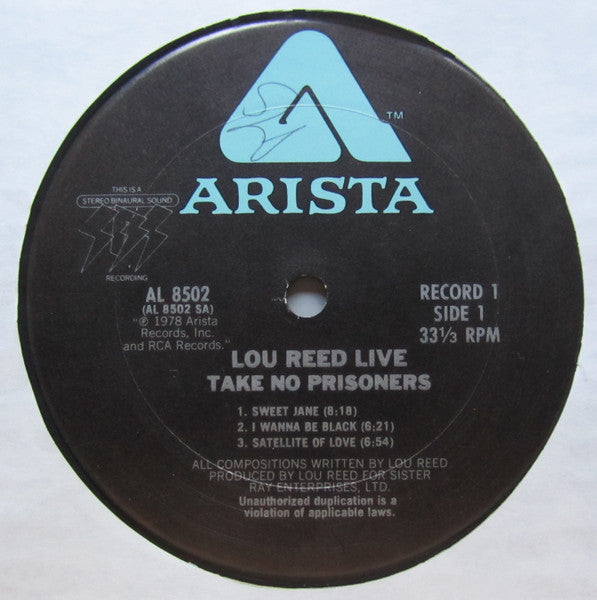 ™
ARISTA
THIS IS A
STEREO BINAURAL SOUND
RECORDING
AL 8502
(AL 8502 SA)
"℗ 1978 Arista
Records, Inc.
and RCA Records."
RECORD 1
SIDE 1
33⅓ RPM
LOU REED LIVE
TAKE NO PRISONERS
1. SWEET JANE (8:18)
2. I WANNA BE BLACK (6:21)
3. SATELLITE OF LOVE (6:54)
ALL COMPOSITIONS WRITTEN BY LOU REED
PRODUCED BY LOU REED FOR SISTER
RAY ENTERPRISES, LTD.
Unauthorized duplication is a
violation of applicable laws.